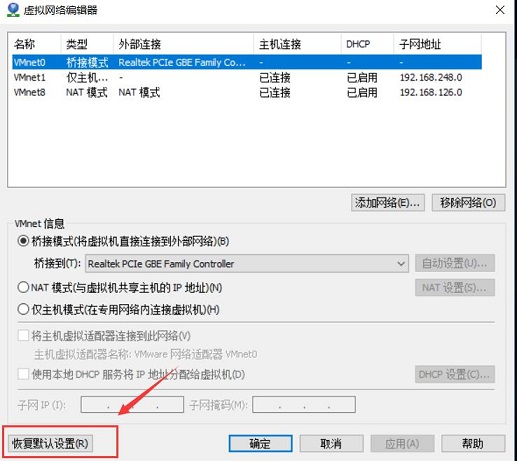 虚拟网络编辑器
名称 类型 外部连接 主机连接 DHCP 子网地址
VMnet0 桥接模式 Realtek PCIe GBE Family Co... - - -
VMnet1 仅主机... - 已连接 已启用 192.168.248.0
VMnet8 NAT 模式 NAT 模式 已连接 已启用 192.168.126.0
添加网络(E)... 移除网络(O)
VMnet 信息
桥接模式(将虚拟机直接连接到外部网络)(B)
桥接到(T): Realtek PCIe GBE Family Controller 自动设置(U)...
NAT 模式(与虚拟机共享主机的 IP 地址)(N) NAT 设置(S)...
仅主机模式(在专用网络内连接虚拟机)(H)
将主机虚拟适配器连接到此网络(V)
主机虚拟适配器名称: VMware 网络适配器 VMnet0
使用本地 DHCP 服务将 IP 地址分配给虚拟机(D) DHCP 设置(C)...
子网 IP (I): . . . 子网掩码(M): . . .
恢复默认设置(R) 确定 取消 应用(A) 帮助